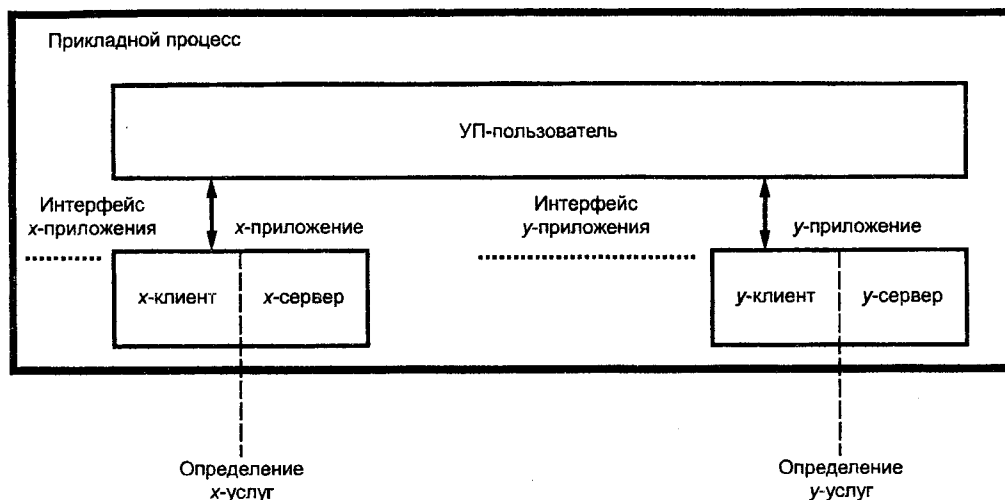 Прикладной процесс
УП-пользователь
Интерфейс
x-приложения
x-приложение
Интерфейс
y-приложения
y-приложение
x-клиент
x-сервер
y-клиент
y-сервер
Определение
x-услуг
Определение
y-услуг